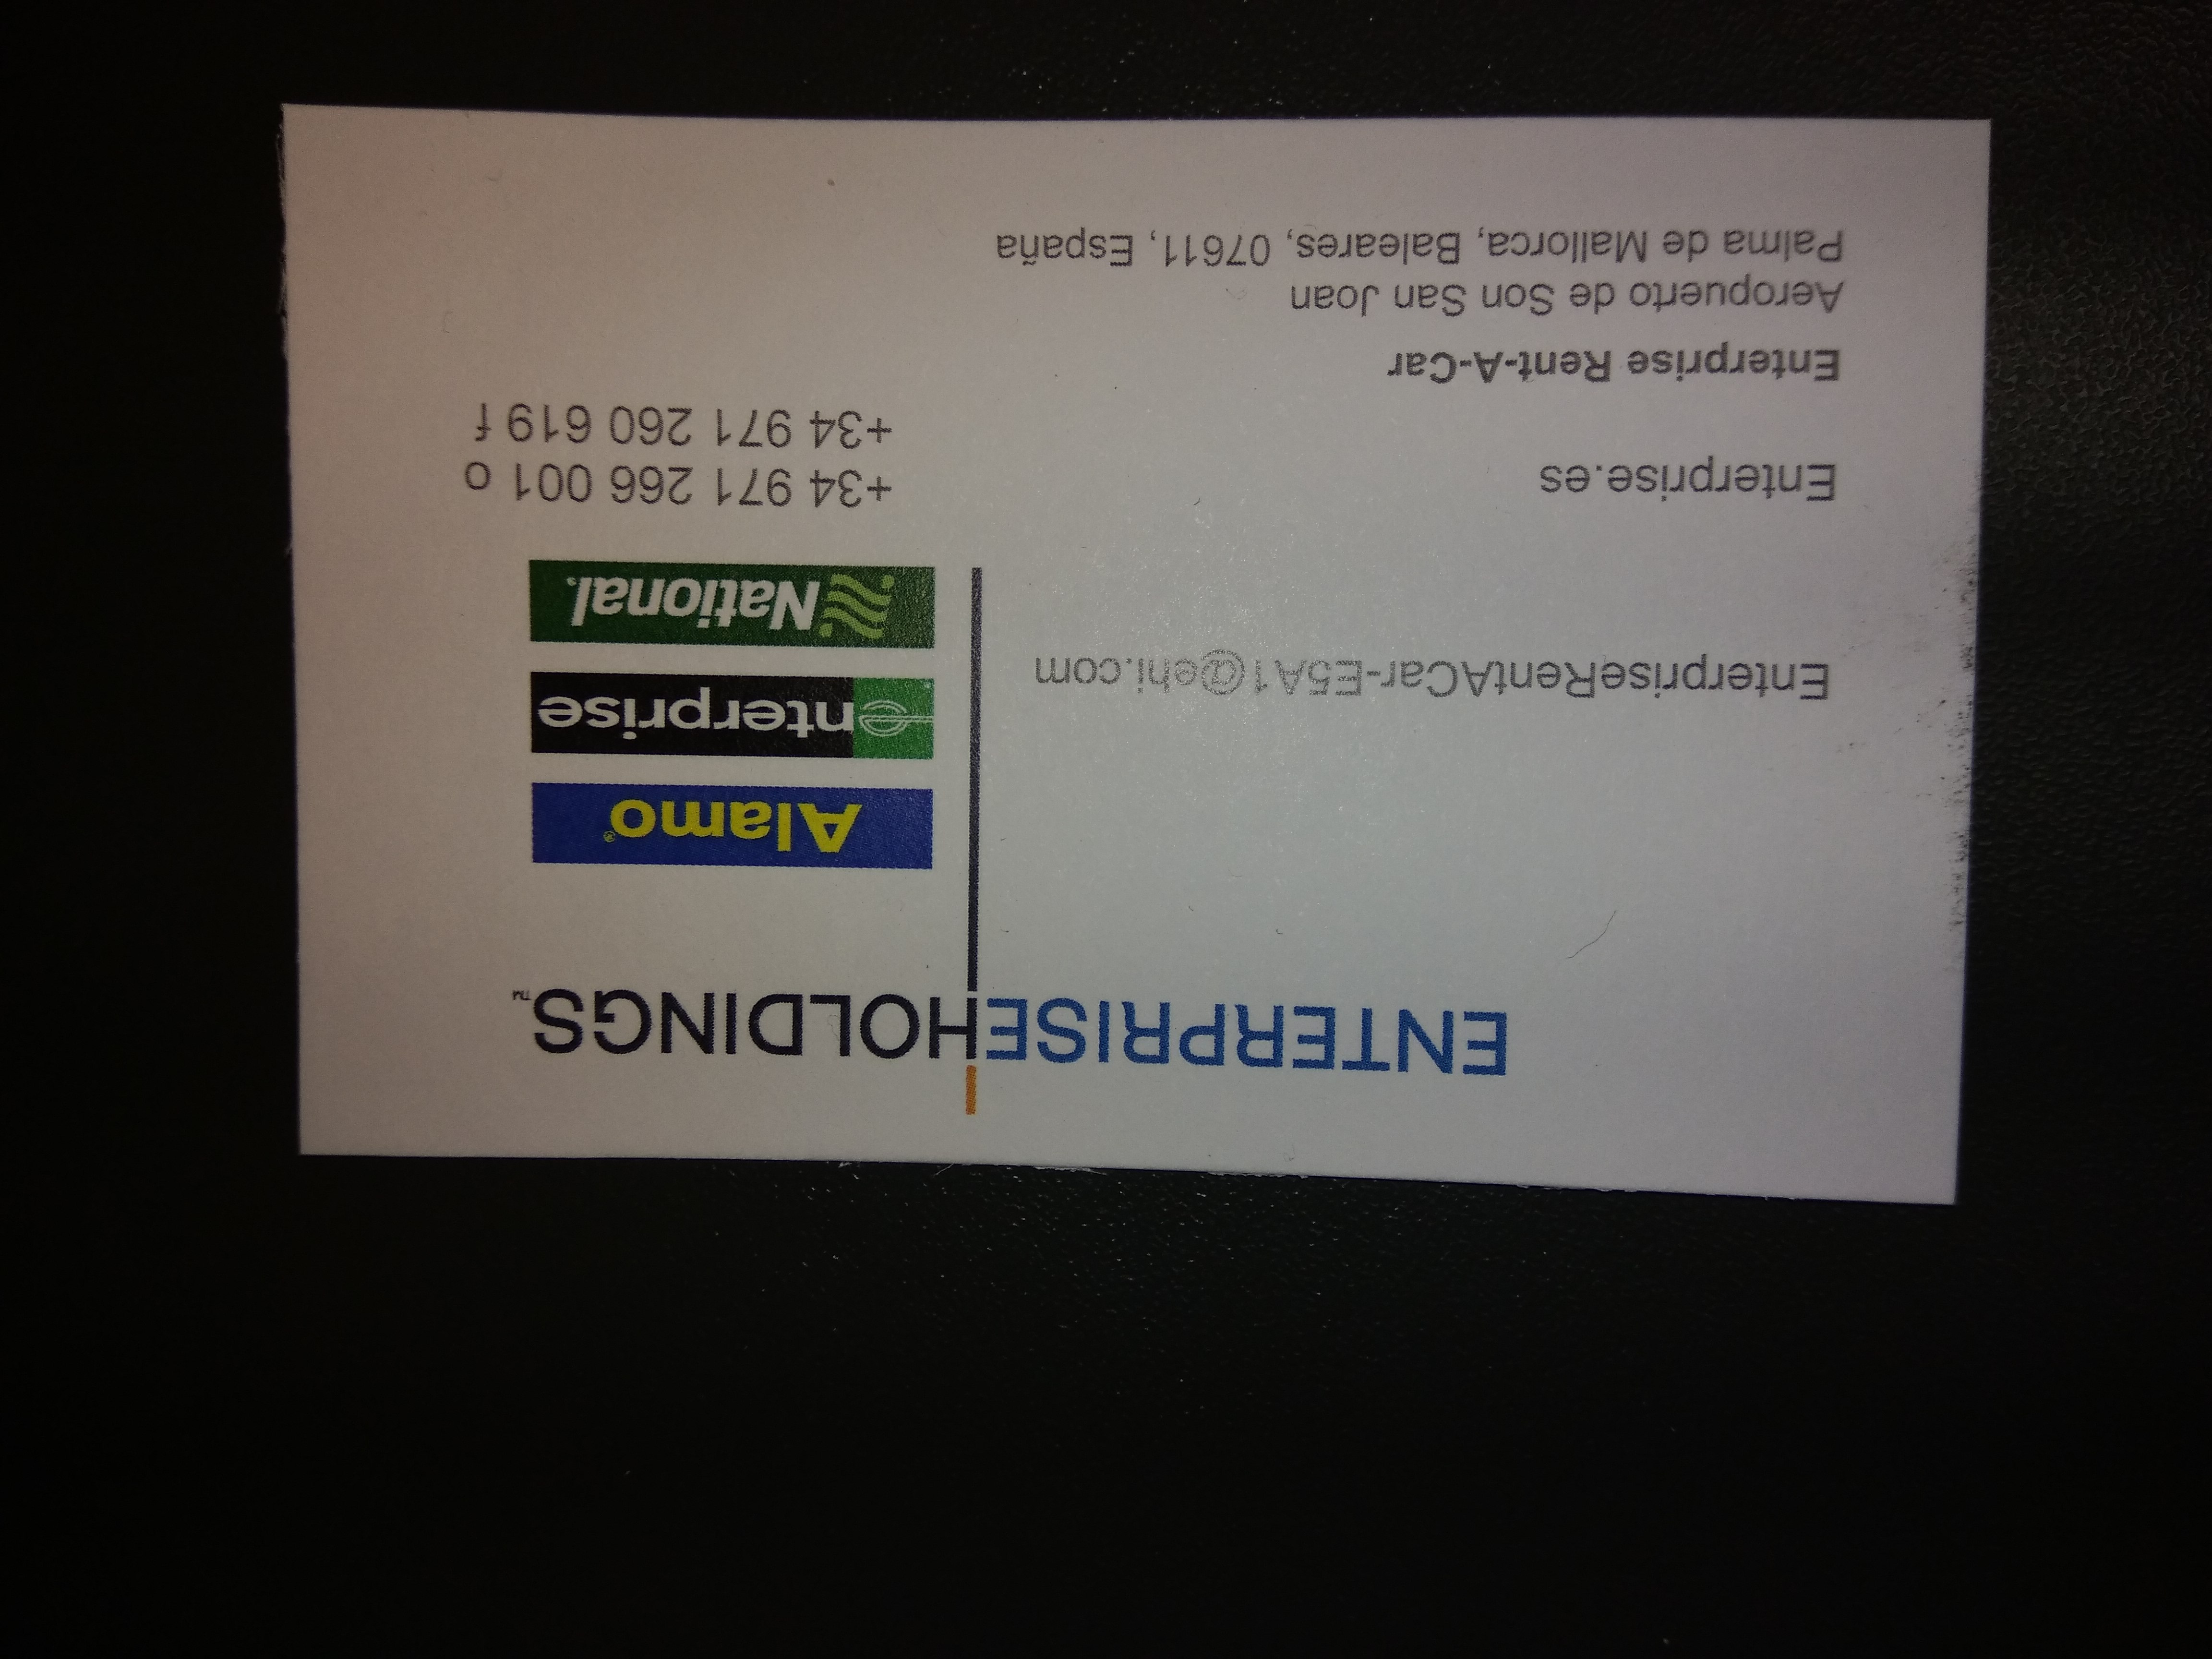 ENTERPRISEHOLDINGS™
Alamo®
enterprise
National.
EnterpriseRentACar-E5A1@ehi.com
Enterprise.es
+34 971 266 001 o
+34 971 260 619 f
Enterprise Rent-A-Car
Aeropuerto de Son San Joan
Palma de Mallorca, Baleares, 07611, España